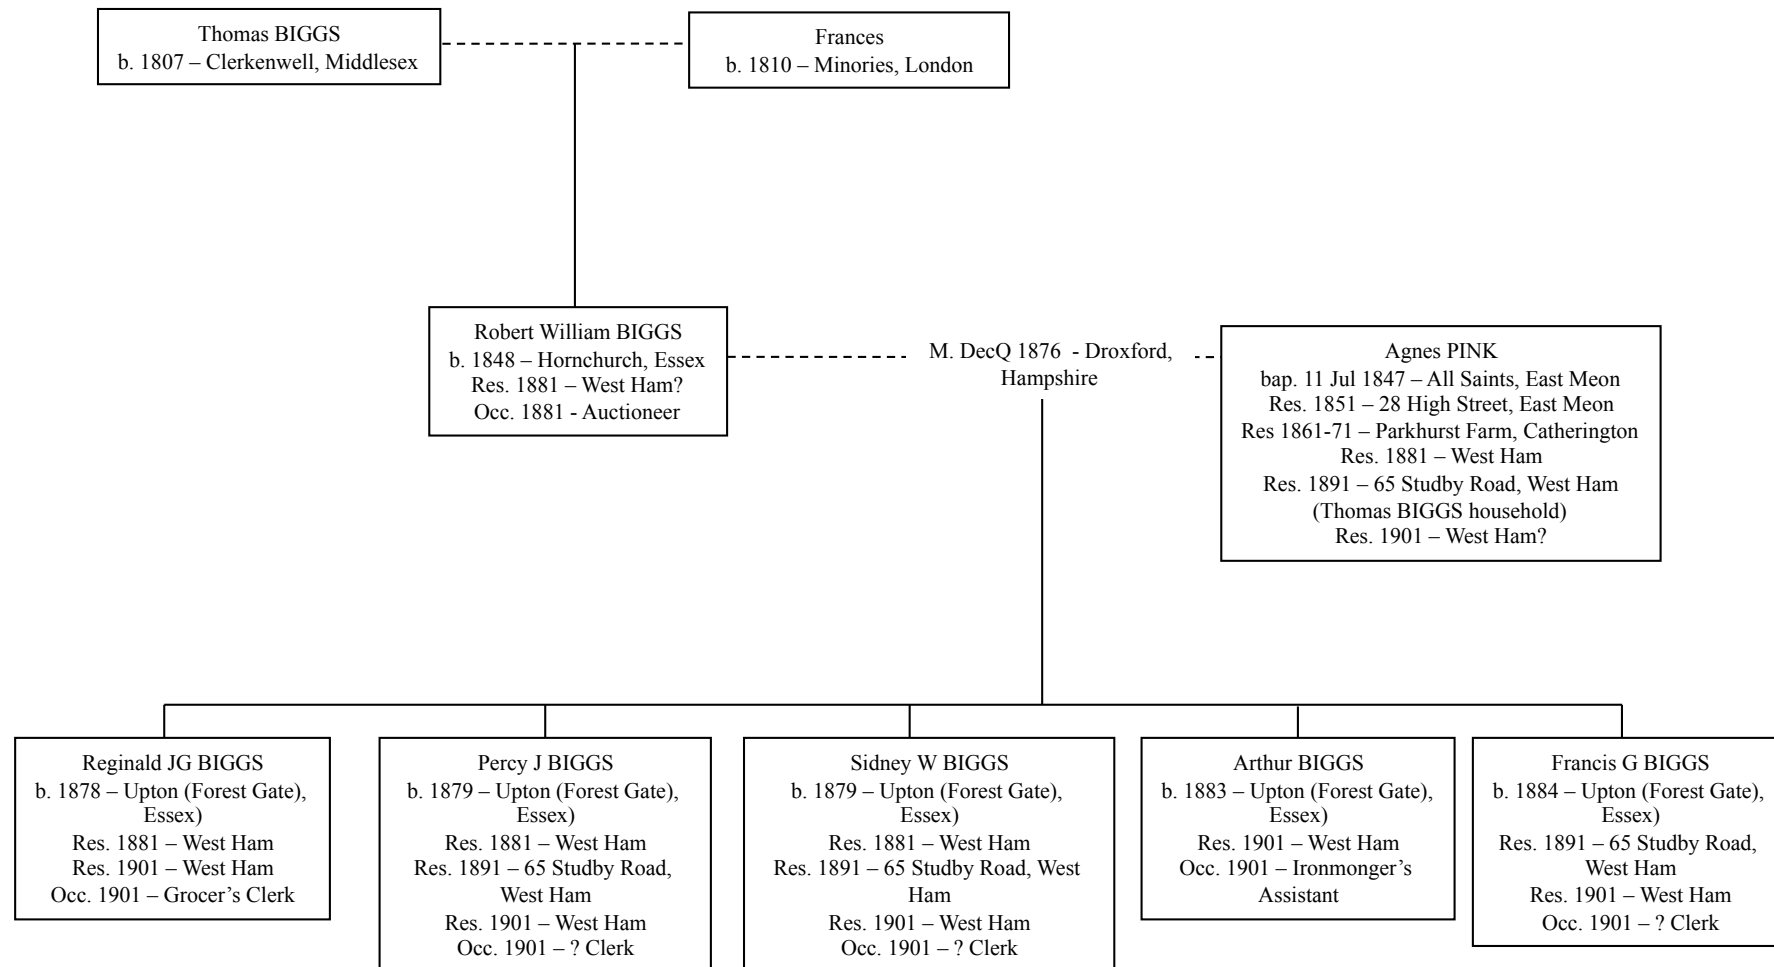 Thomas BIGGS
b. 1807 – Clerkenwell, Middlesex
Frances
b. 1810 – Minories, London
Robert William BIGGS
b. 1848 – Hornchurch, Essex
Res. 1881 – West Ham?
Occ. 1881 - Auctioneer
M. DecQ 1876 - Droxford,
Hampshire
Agnes PINK
bap. 11 Jul 1847 – All Saints, East Meon
Res. 1851 – 28 High Street, East Meon
Res 1861-71 – Parkhurst Farm, Catherington
Res. 1881 – West Ham
Res. 1891 – 65 Studby Road, West Ham
(Thomas BIGGS household)
Res. 1901 – West Ham?
Reginald JG BIGGS
b. 1878 – Upton (Forest Gate),
Essex)
Res. 1881 – West Ham
Res. 1901 – West Ham
Occ. 1901 – Grocer’s Clerk
Percy J BIGGS
b. 1879 – Upton (Forest Gate),
Essex)
Res. 1881 – West Ham
Res. 1891 – 65 Studby Road,
West Ham
Res. 1901 – West Ham
Occ. 1901 – ? Clerk
Sidney W BIGGS
b. 1879 – Upton (Forest Gate),
Essex)
Res. 1881 – West Ham
Res. 1891 – 65 Studby Road, West
Ham
Res. 1901 – West Ham
Occ. 1901 – ? Clerk
Arthur BIGGS
b. 1883 – Upton (Forest Gate),
Essex)
Res. 1901 – West Ham
Occ. 1901 – Ironmonger’s
Assistant
Francis G BIGGS
b. 1884 – Upton (Forest Gate),
Essex)
Res. 1891 – 65 Studby Road,
West Ham
Res. 1901 – West Ham
Occ. 1901 – ? Clerk